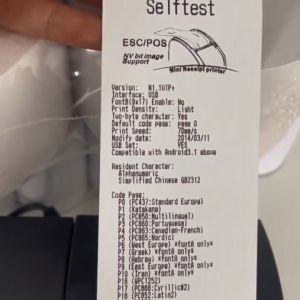 Selftest
ESC/POS
NV bit image
Support
Mini Receipt printer
Version: N1.1UTP+
Interface: USB
FontB(9x17) Enable: No
Print Density: Light
Two-byte character: Yes
Default code page: page 0
Print Speed: 70mm/s
Modify date: 2014/03/11
USB Set: YES
Compatible with Android3.1 above
Resident Character:
Alphanumeric
Simplified Chinese GB2312
Code Page:
P0 (PC437:Standard Europe)
P1 (Katakana)
P2 (PC850:Multilingual)
P3 (PC860:Portuguese)
P4 (PC863:Canadian-French)
P5 (PC865:Nordic)
P6 (West Europe) *fontA only*
P7 (Greek) *fontA only*
P8 (Hebrew) *fontA only*
P9 (East Europe) *fontA only*
P10 (Iran) *fontA only*
P16 (WPC1252)
P17 (PC866:Cyrillic#2)
P18 (PC852:Latin2)